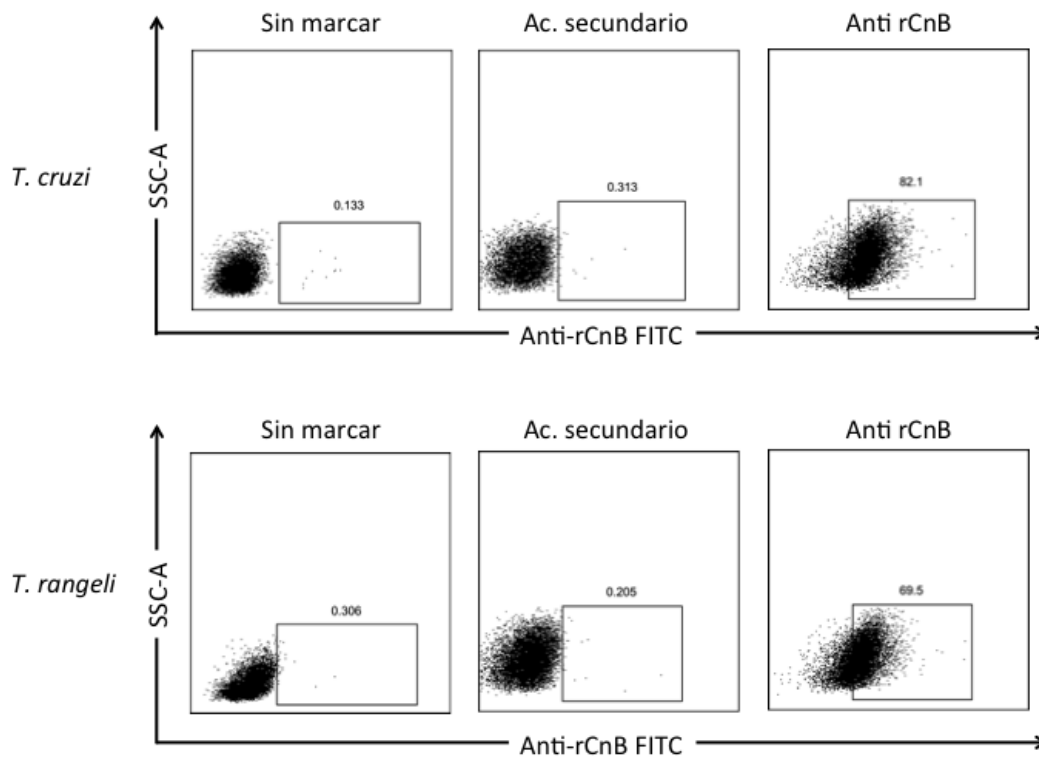 Sin marcar
Ac. secundario
Anti rCnB
T. cruzi
SSC-A
0.133
0.313
82.1
Anti-rCnB FITC
Sin marcar
Ac. secundario
Anti rCnB
T. rangeli
SSC-A
0.306
0.205
69.5
Anti-rCnB FITC